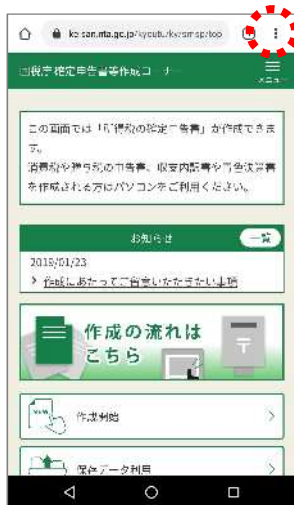 keisan.nta.go.jp/kyoutu/ky/smsp/top
国税庁 確定申告書等作成コーナー
メニュー
この画面では「所得税の確定申告書」が作成できま
す。
消費税や贈与税の申告書、収支内訳書や青色決算書
を作成される方はパソコンをご利用ください。
お知らせ
一覧
2019/01/23
作成にあたってご留意いただきたい事項
作成の流れは
こちら
NEW
作成開始
保存データ利用